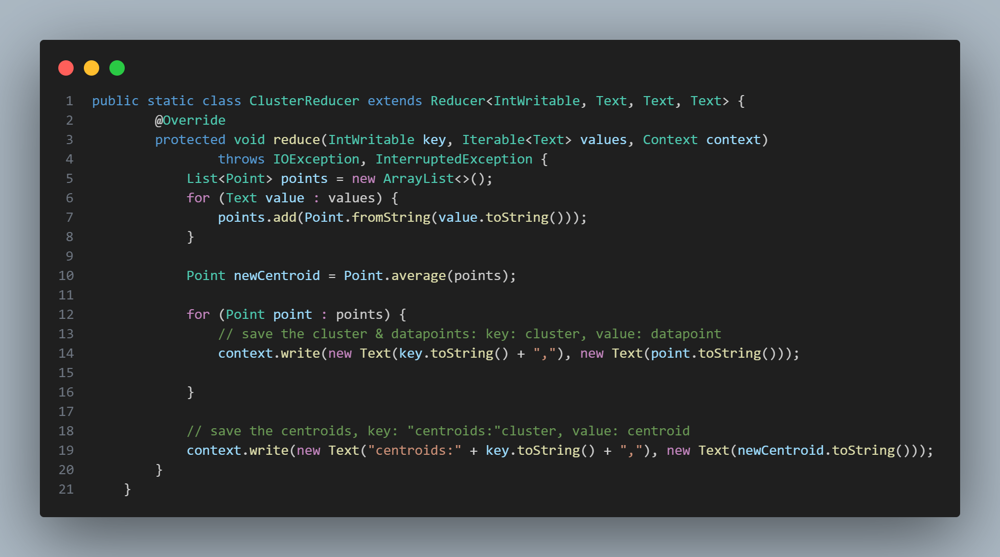 1 public static class ClusterReducer extends Reducer<IntWritable, Text, Text, Text> {
2         @Override
3         protected void reduce(IntWritable key, Iterable<Text> values, Context context)
4                 throws IOException, InterruptedException {
5             List<Point> points = new ArrayList<>();
6             for (Text value : values) {
7                 points.add(Point.fromString(value.toString()));
8             }
9
10             Point newCentroid = Point.average(points);
11
12             for (Point point : points) {
13                 // save the cluster & datapoints: key: cluster, value: datapoint
14                 context.write(new Text(key.toString() + ","), new Text(point.toString()));
15
16             }
17
18             // save the centroids, key: "centroids:"cluster, value: centroid
19             context.write(new Text("centroids:" + key.toString() + ","), new Text(newCentroid.toString()));
20         }
21     }